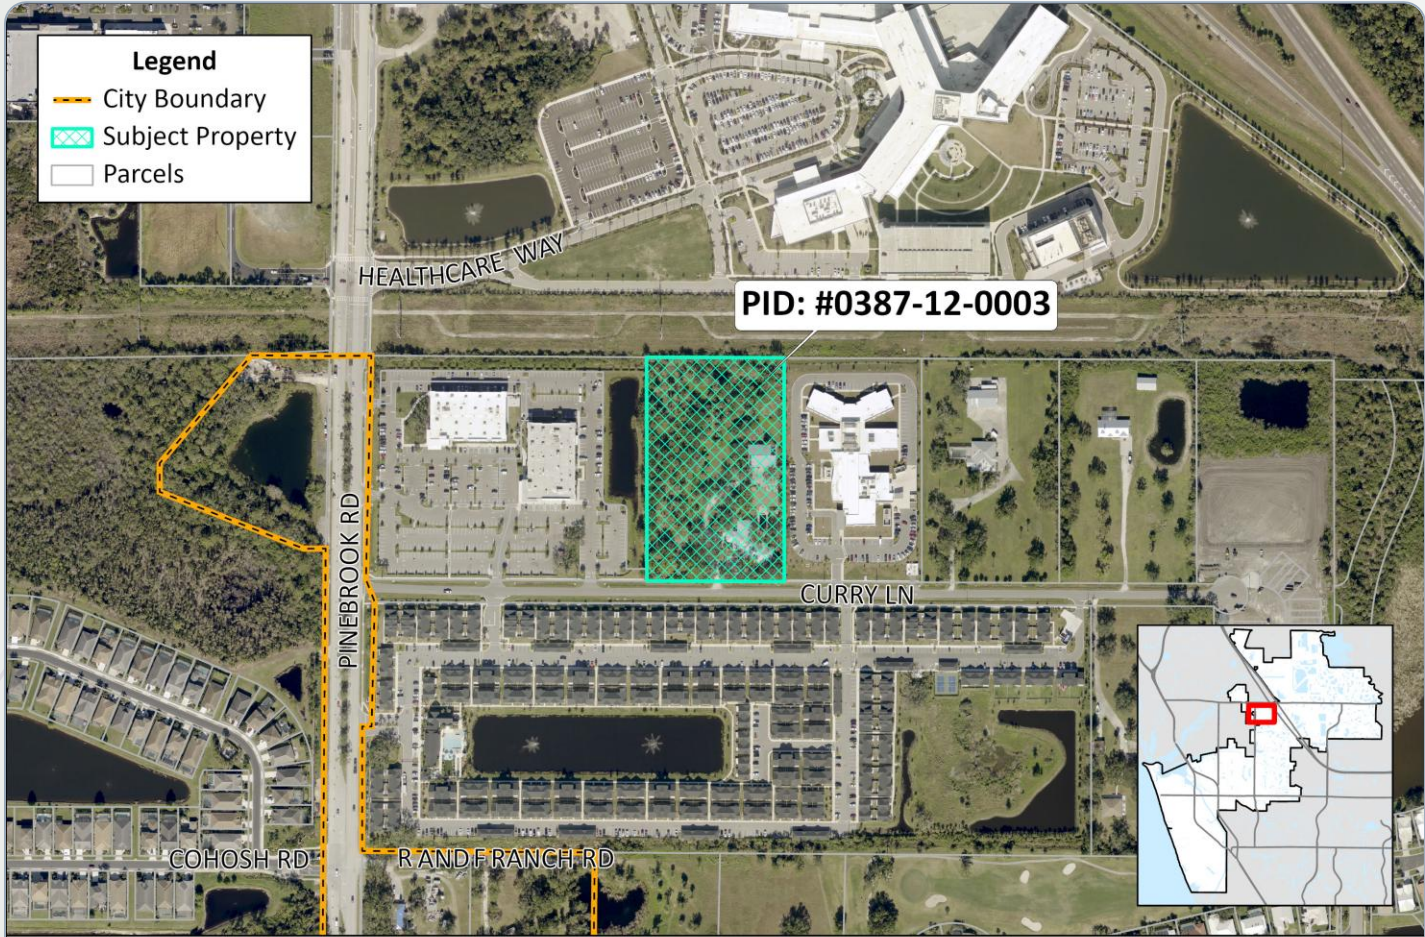 Legend
City Boundary
Subject Property
Parcels
HEALTHCARE WAY
PID: #0387-12-0003
PINEBROOK RD
CURRY LN
COHOSH RD
R AND F RANCH RD